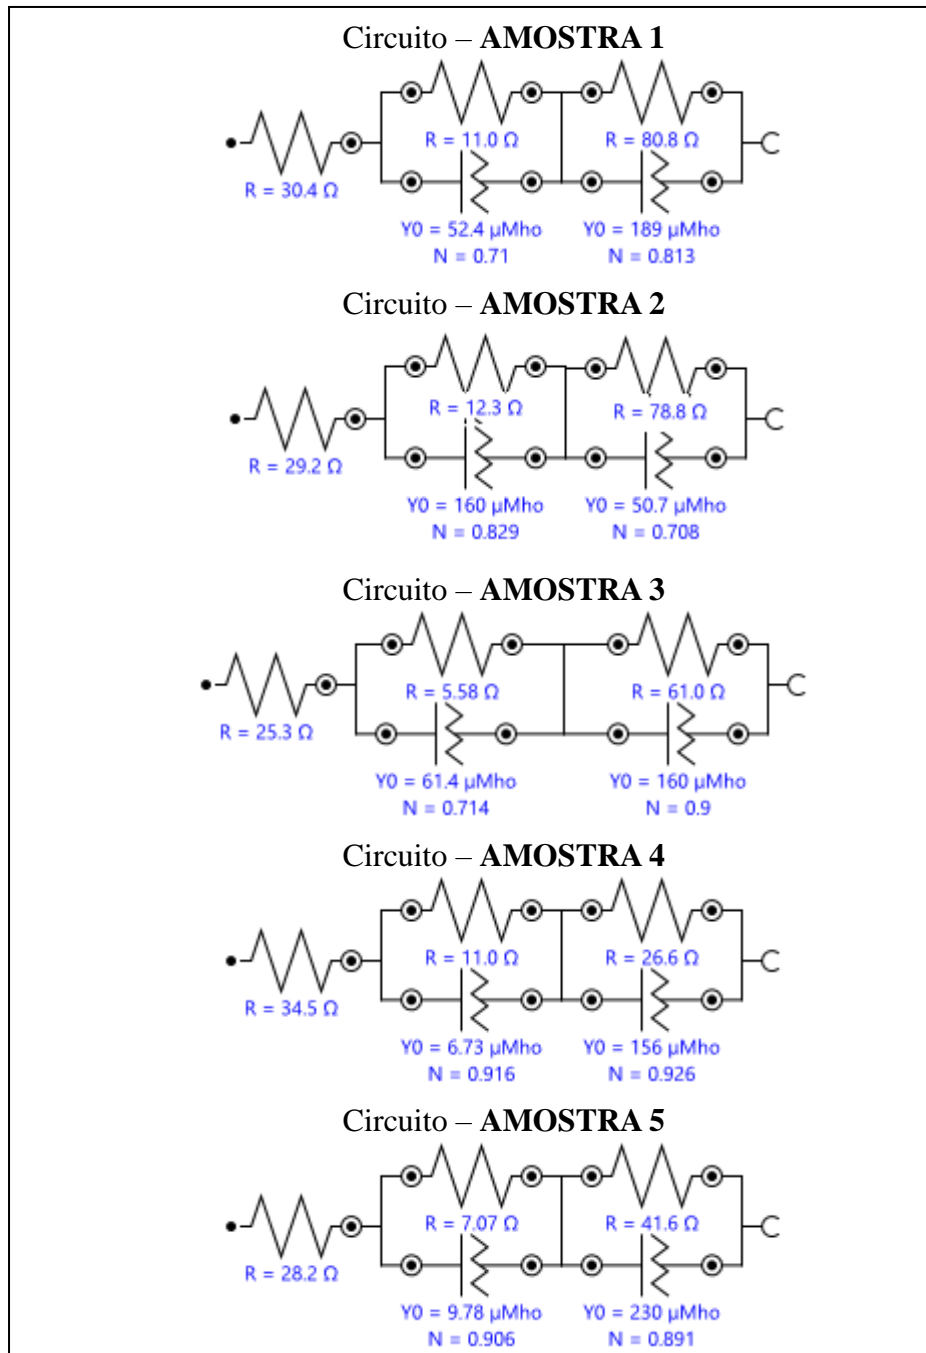 Circuito – AMOSTRA 1
R = 11.0 Ω R = 80.8 Ω
R = 30.4 Ω
Y0 = 52.4 µMho Y0 = 189 µMho
N = 0.71 N = 0.813
Circuito – AMOSTRA 2
R = 12.3 Ω R = 78.8 Ω
R = 29.2 Ω
Y0 = 160 µMho Y0 = 50.7 µMho
N = 0.829 N = 0.708
Circuito – AMOSTRA 3
R = 5.58 Ω R = 61.0 Ω
R = 25.3 Ω
Y0 = 61.4 µMho Y0 = 160 µMho
N = 0.714 N = 0.9
Circuito – AMOSTRA 4
R = 11.0 Ω R = 26.6 Ω
R = 34.5 Ω
Y0 = 6.73 µMho Y0 = 156 µMho
N = 0.916 N = 0.926
Circuito – AMOSTRA 5
R = 7.07 Ω R = 41.6 Ω
R = 28.2 Ω
Y0 = 9.78 µMho Y0 = 230 µMho
N = 0.906 N = 0.891